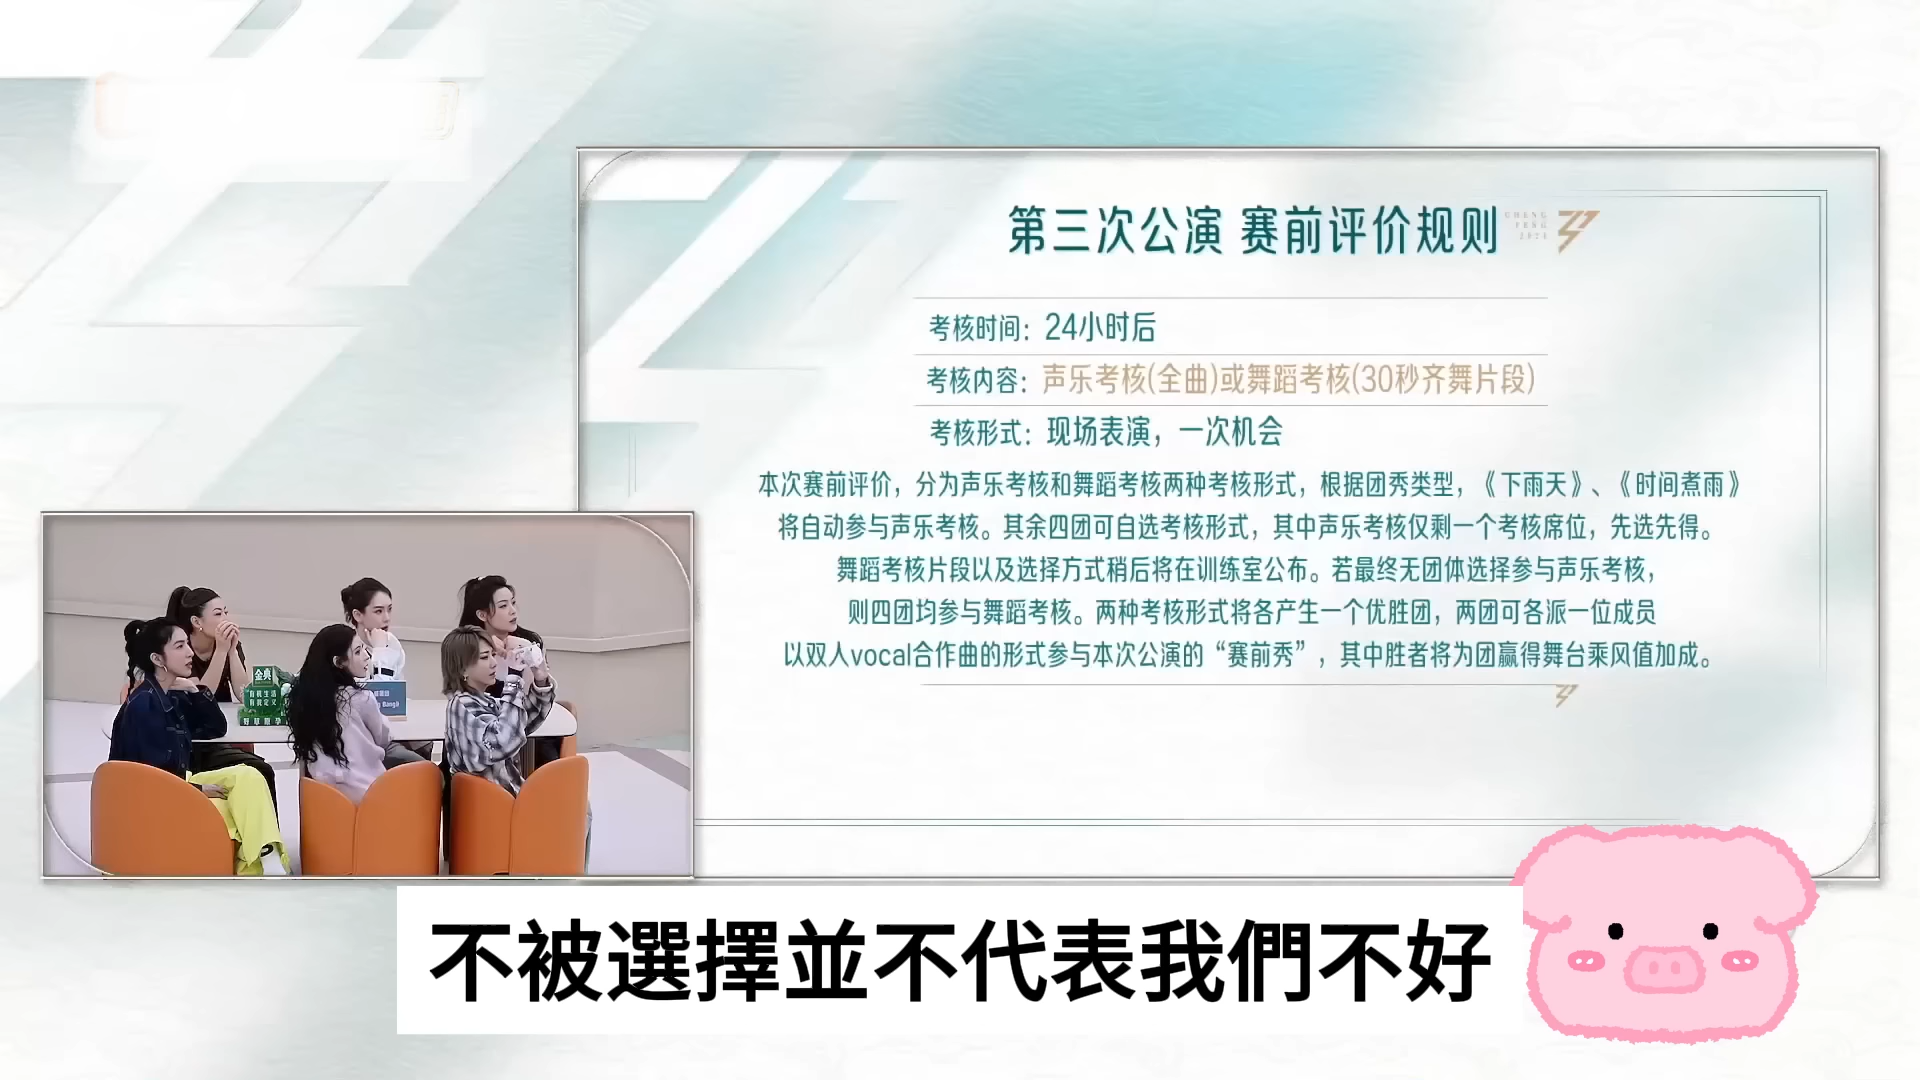 第三次公演 赛前评价规则
CHENG
FENG
2024
考核时间：24小时后
考核内容：声乐考核(全曲)或舞蹈考核(30秒齐舞片段)
考核形式：现场表演，一次机会
本次赛前评价，分为声乐考核和舞蹈考核两种考核形式，根据团秀类型，《下雨天》、《时间煮雨》
将自动参与声乐考核。其余四团可自选考核形式，其中声乐考核仅剩一个考核席位，先选先得。
舞蹈考核片段以及选择方式稍后将在训练室公布。若最终无团体选择参与声乐考核，
则四团均参与舞蹈考核。两种考核形式将各产生一个优胜团，两团可各派一位成员
以双人vocal合作曲的形式参与本次公演的“赛前秀”，其中胜者将为团赢得舞台乘风值加成。
金典
有机生活
有我定义
不被選擇並不代表我們不好